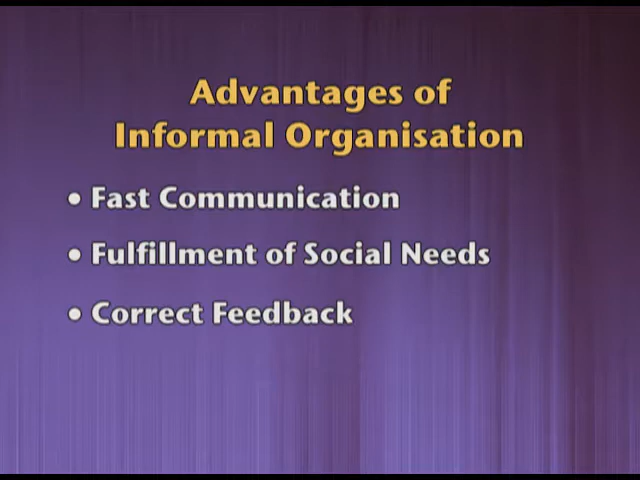 Advantages of
Informal Organisation
• Fast Communication
• Fulfillment of Social Needs
• Correct Feedback